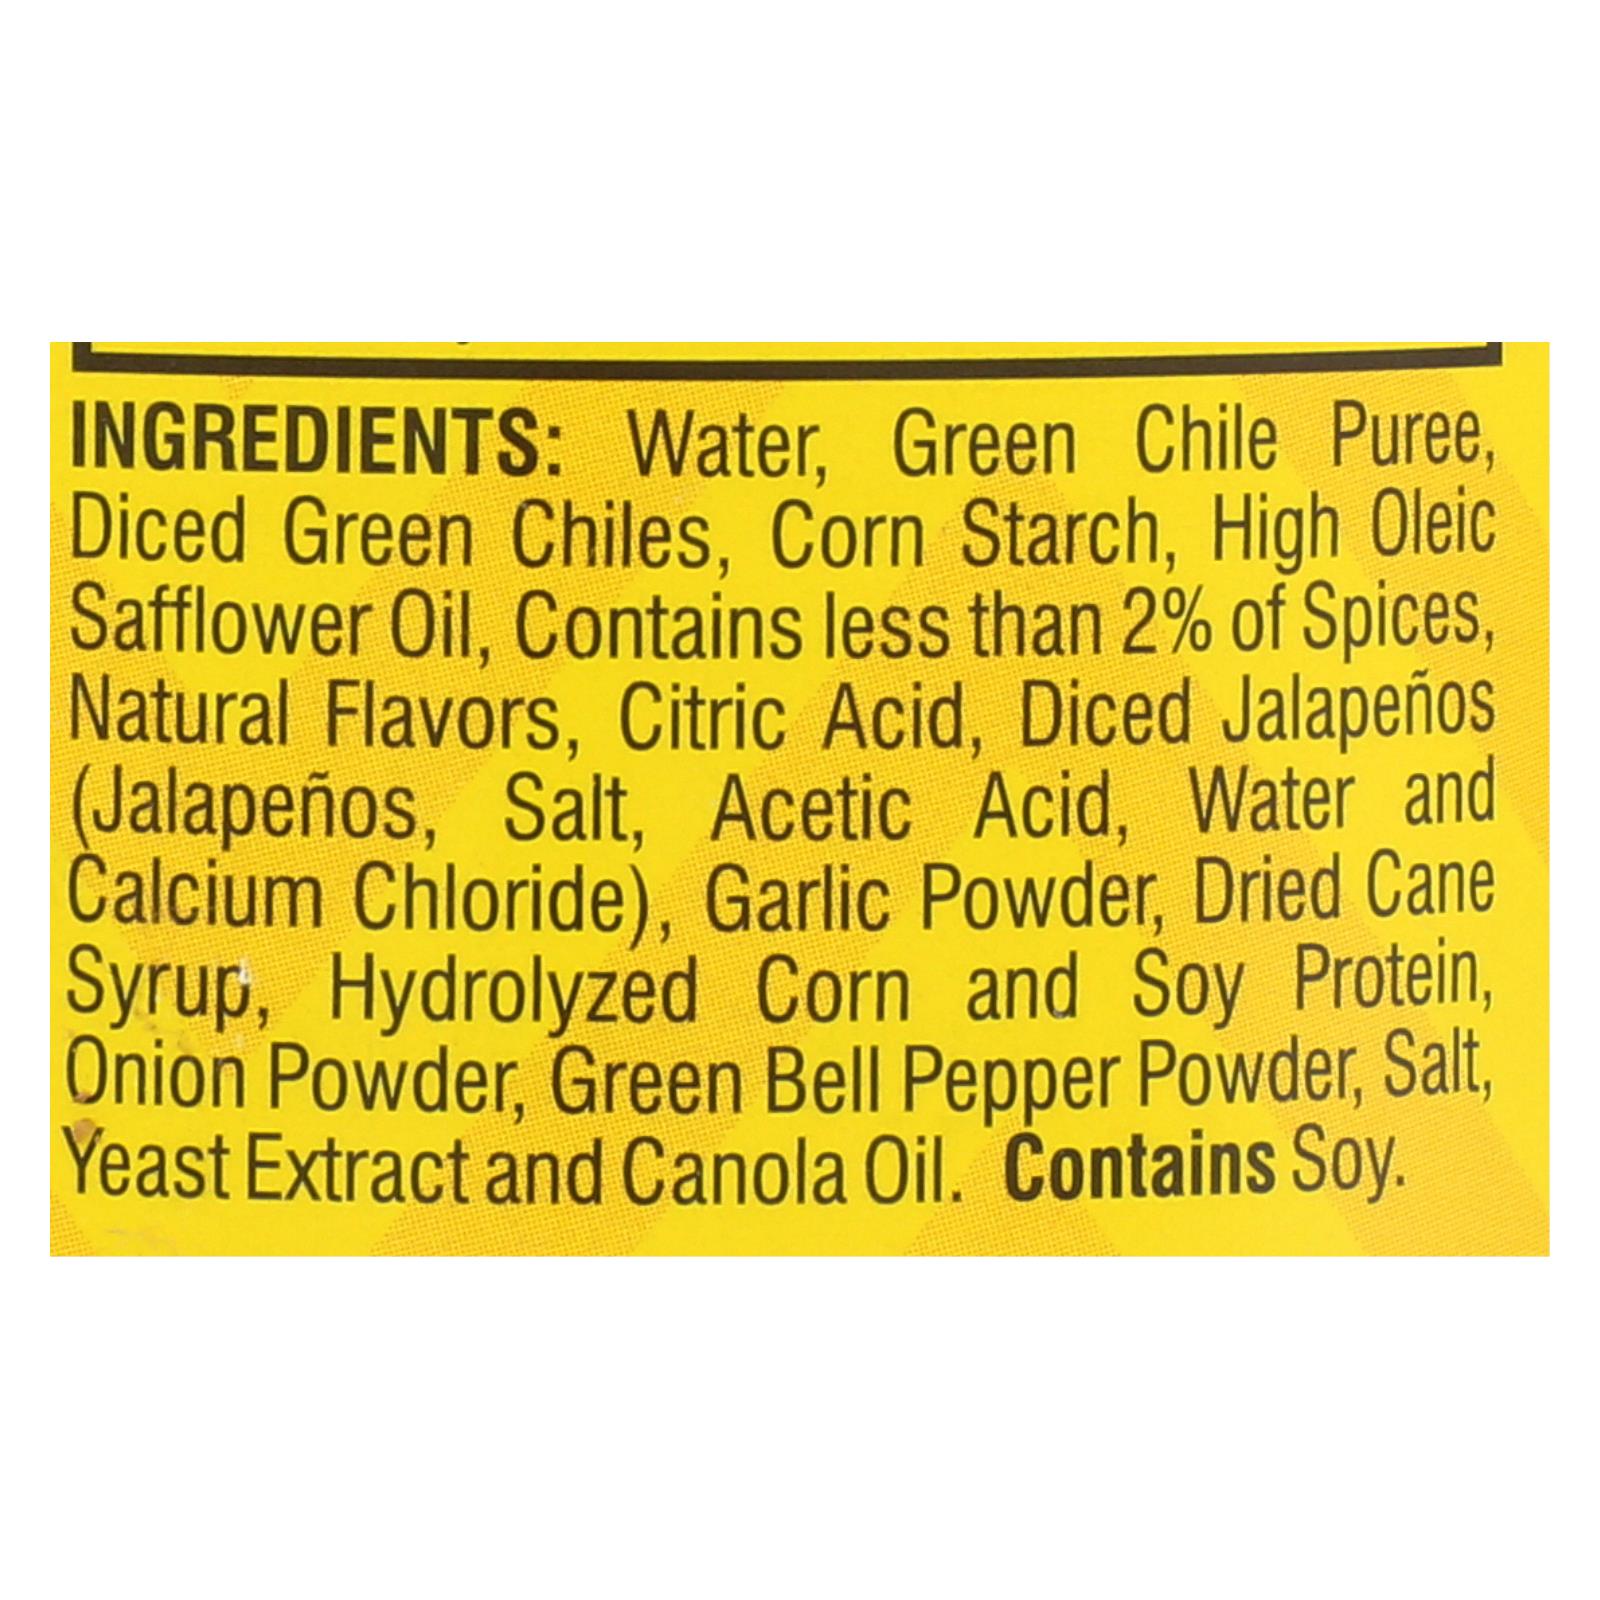 INGREDIENTS: Water, Green Chile Puree,
Diced Green Chiles, Corn Starch, High Oleic
Safflower Oil, Contains less than 2% of Spices,
Natural Flavors, Citric Acid, Diced Jalapeños
(Jalapeños, Salt, Acetic Acid, Water and
Calcium Chloride), Garlic Powder, Dried Cane
Syrup, Hydrolyzed Corn and Soy Protein,
Onion Powder, Green Bell Pepper Powder, Salt,
Yeast Extract and Canola Oil. Contains Soy.